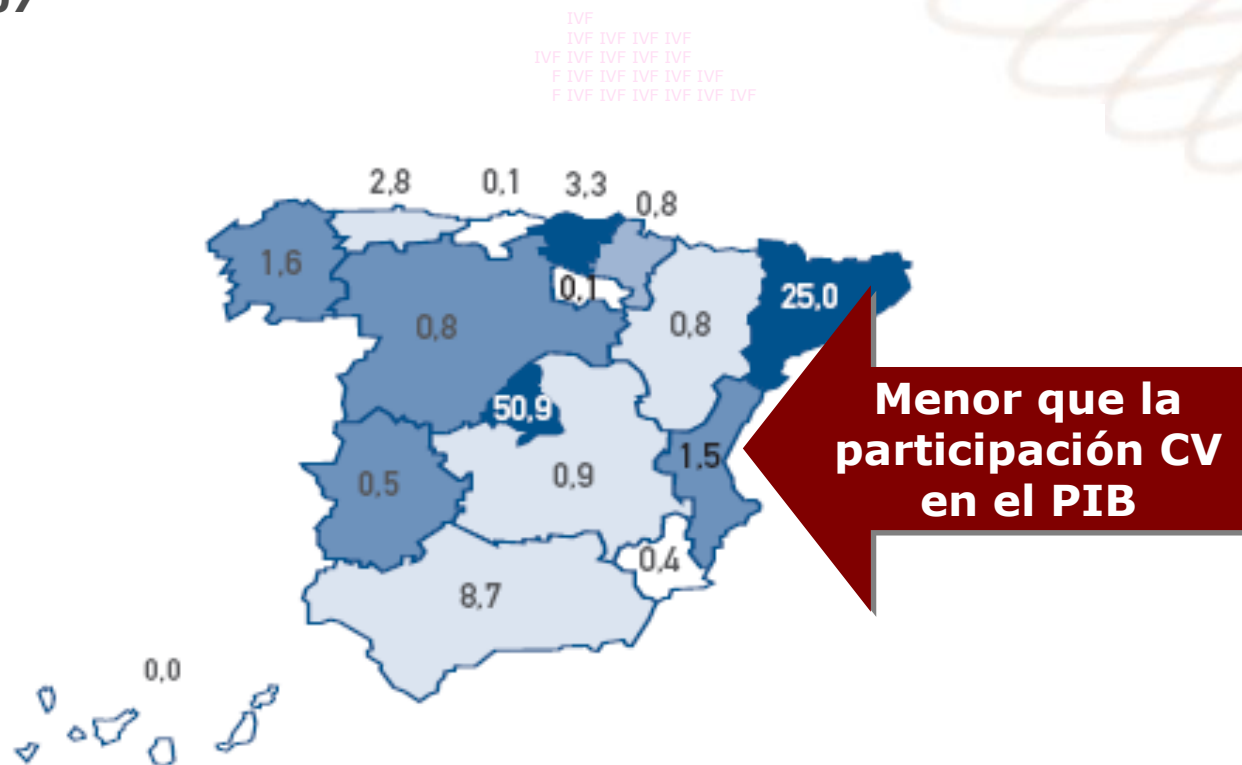 IVF
IVF IVF IVF IVF
IVF IVF IVF IVF IVF
F IVF IVF IVF IVF IVF
F IVF IVF IVF IVF IVF IVF
2,8
0,1
3,3
0,8
1,6
0,1
25,0
0,8
0,8
50,9
Menor que la
participación CV
en el PIB
1,5
0,5
0,9
0,4
8,7
0,0